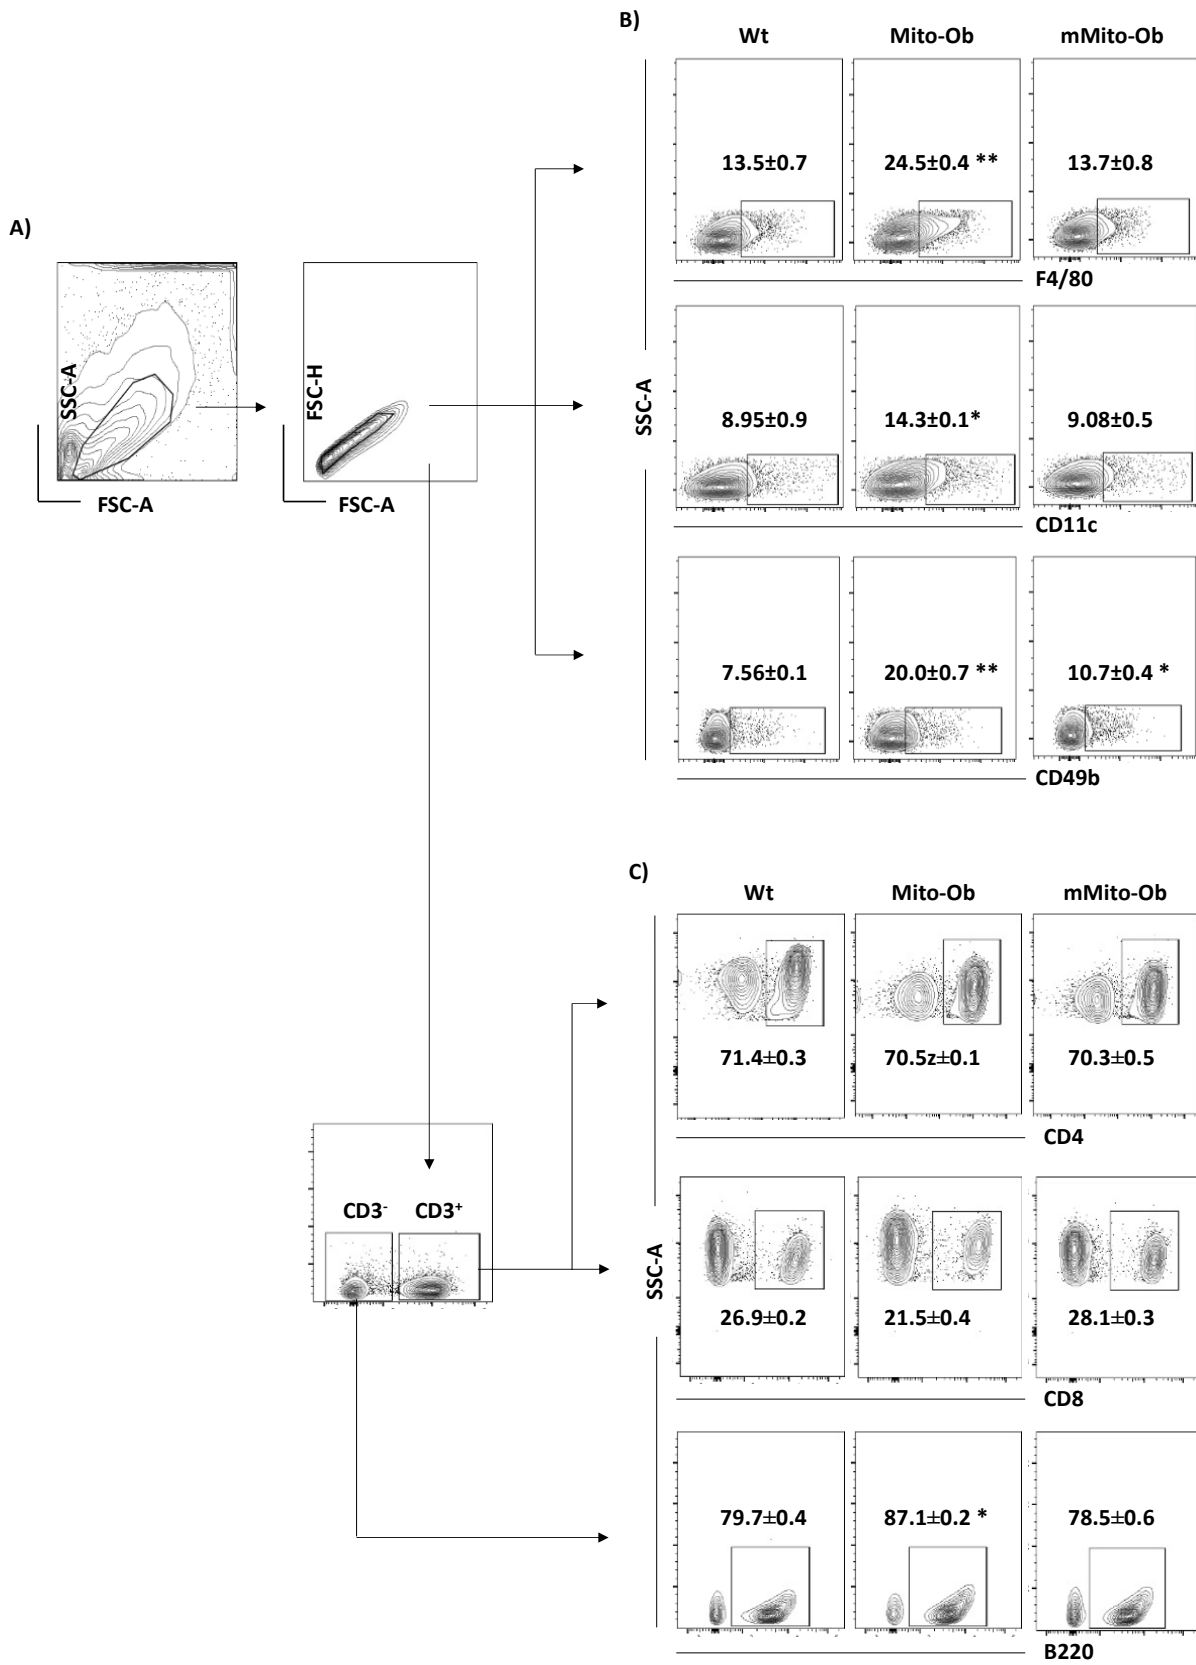 B)
Wt Mito-Ob mMito-Ob
13.5±0.7 24.5±0.4 ** 13.7±0.8
F4/80
A)
SSC-A
FSC-A
FSC-H
FSC-A
SSC-A
8.95±0.9 14.3±0.1* 9.08±0.5
CD11c
7.56±0.1 20.0±0.7 ** 10.7±0.4 *
CD49b
C)
Wt Mito-Ob mMito-Ob
71.4±0.3 70.5z±0.1 70.3±0.5
CD4
CD3⁻ CD3⁺
SSC-A
26.9±0.2 21.5±0.4 28.1±0.3
CD8
79.7±0.4 87.1±0.2 * 78.5±0.6
B220